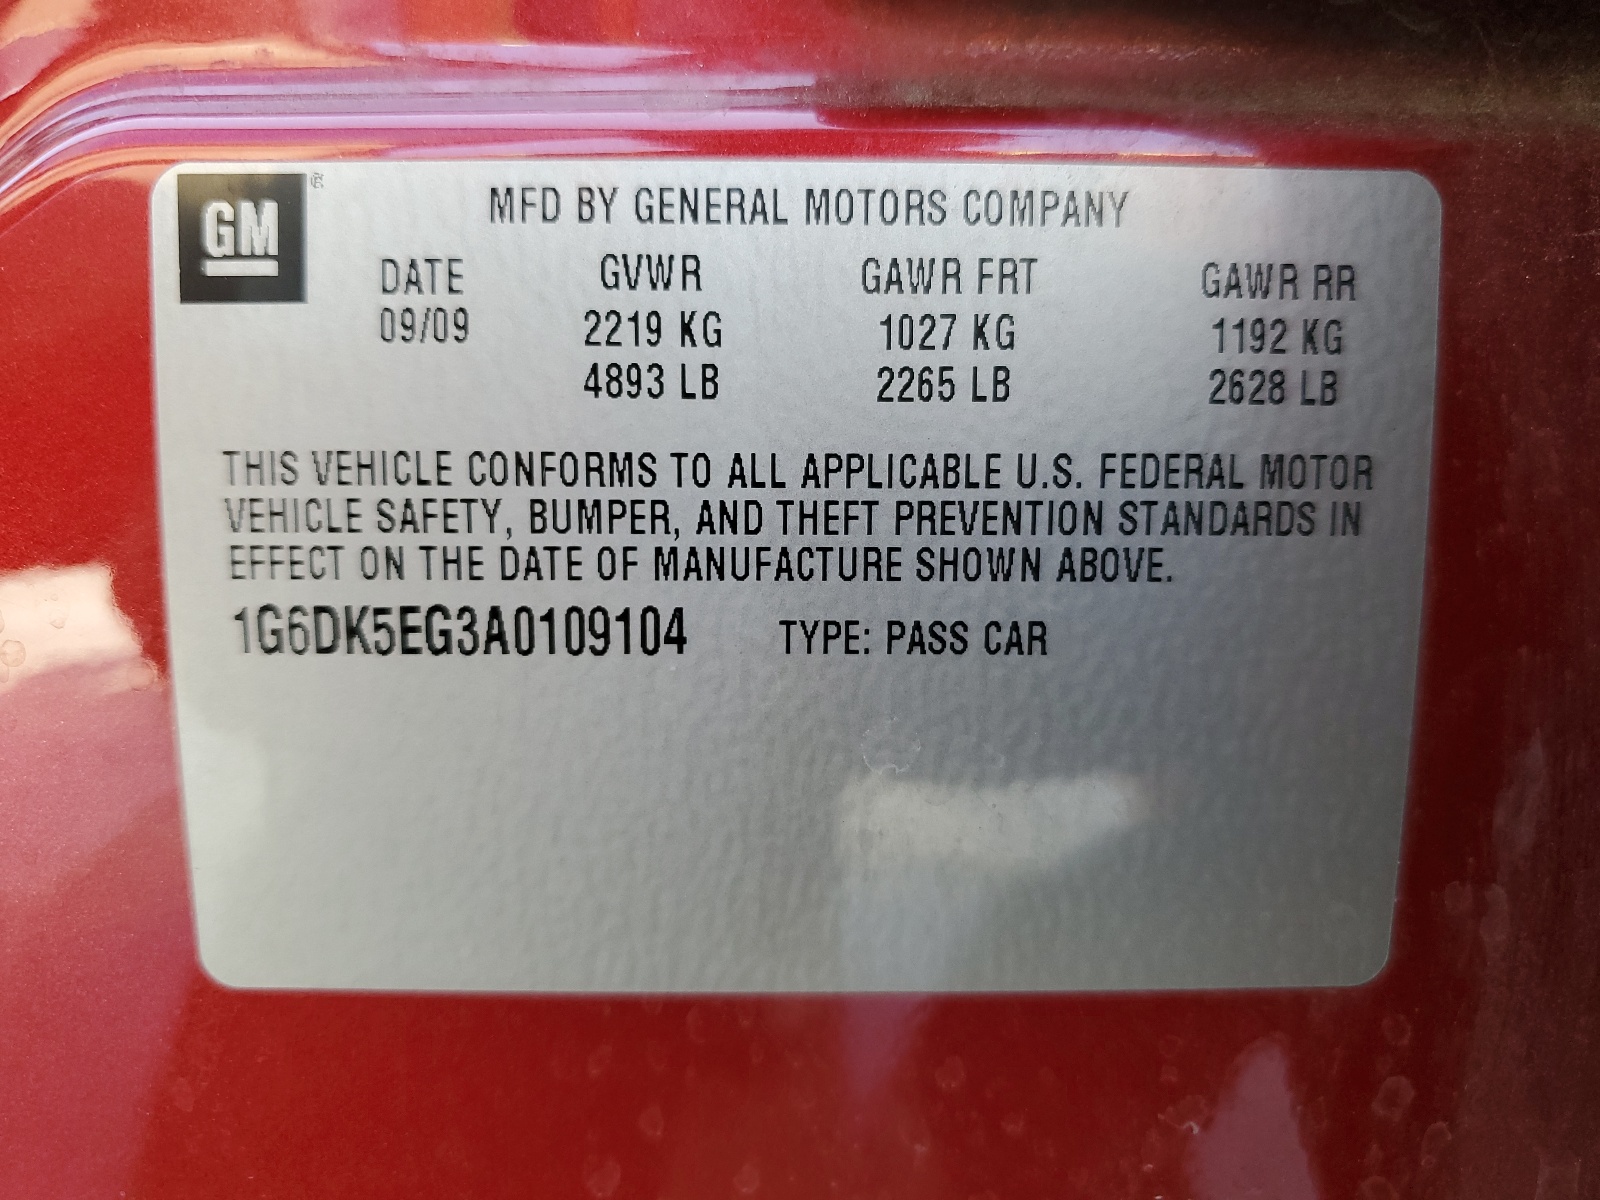 GM ®
MFD BY GENERAL MOTORS COMPANY
DATE GVWR GAWR FRT GAWR RR
09/09 2219 KG 1027 KG 1192 KG
4893 LB 2265 LB 2628 LB
THIS VEHICLE CONFORMS TO ALL APPLICABLE U.S. FEDERAL MOTOR
VEHICLE SAFETY, BUMPER, AND THEFT PREVENTION STANDARDS IN
EFFECT ON THE DATE OF MANUFACTURE SHOWN ABOVE.
1G6DK5EG3A0109104 TYPE: PASS CAR